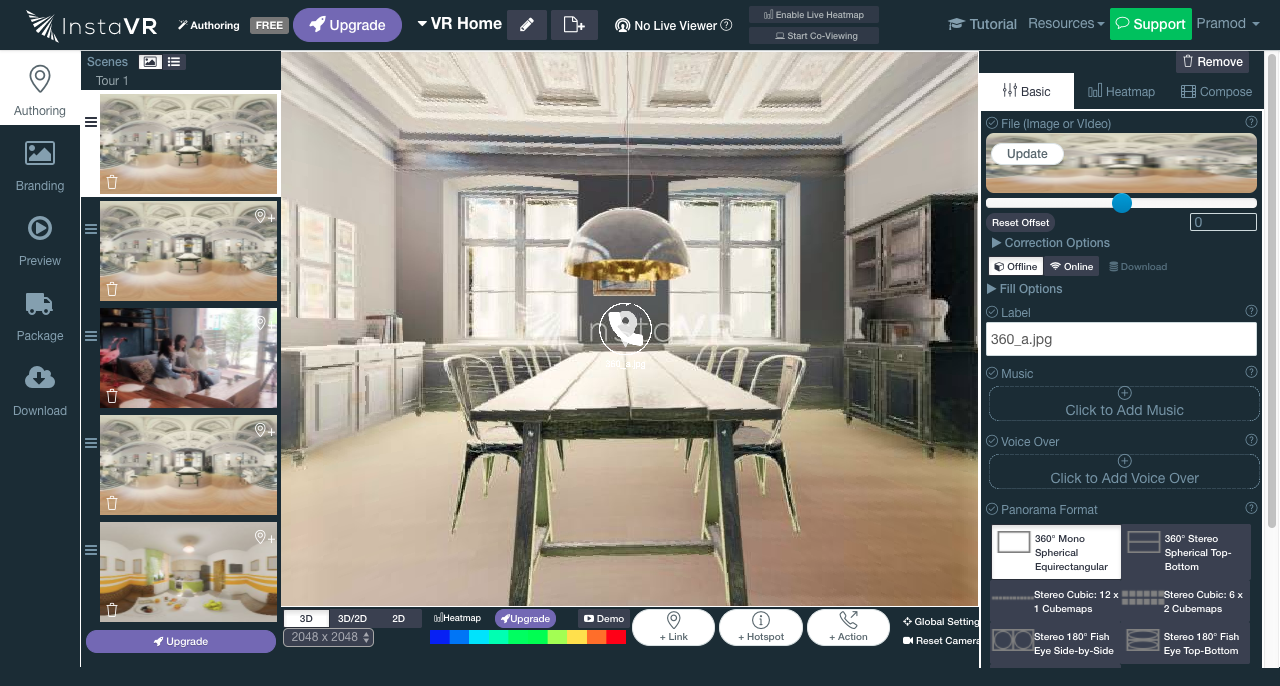 InstaVR
Authoring
FREE
Upgrade
VR Home
No Live Viewer
Enable Live Heatmap
Start Co-Viewing
Tutorial
Resources
Support
Pramod
Authoring
Branding
Preview
Package
Download
Scenes
Tour 1
Upgrade
InstaVR
360_a.jpg
3D
3D/2D
2D
2048 x 2048
Heatmap
Upgrade
Demo
+ Link
+ Hotspot
+ Action
Global Setting
Reset Camera
Remove
Basic
Heatmap
Compose
File (Image or VIdeo)
Update
Reset Offset
0
Correction Options
Offline
Online
Download
Fill Options
Label
360_a.jpg
Music
Click to Add Music
Voice Over
Click to Add Voice Over
Panorama Format
360° Mono
Spherical
Equirectangular
360° Stereo
Spherical Top-
Bottom
Stereo Cubic: 12 x
1 Cubemaps
Stereo Cubic: 6 x
2 Cubemaps
Stereo 180° Fish
Eye Side-by-Side
Stereo 180° Fish
Eye Top-Bottom